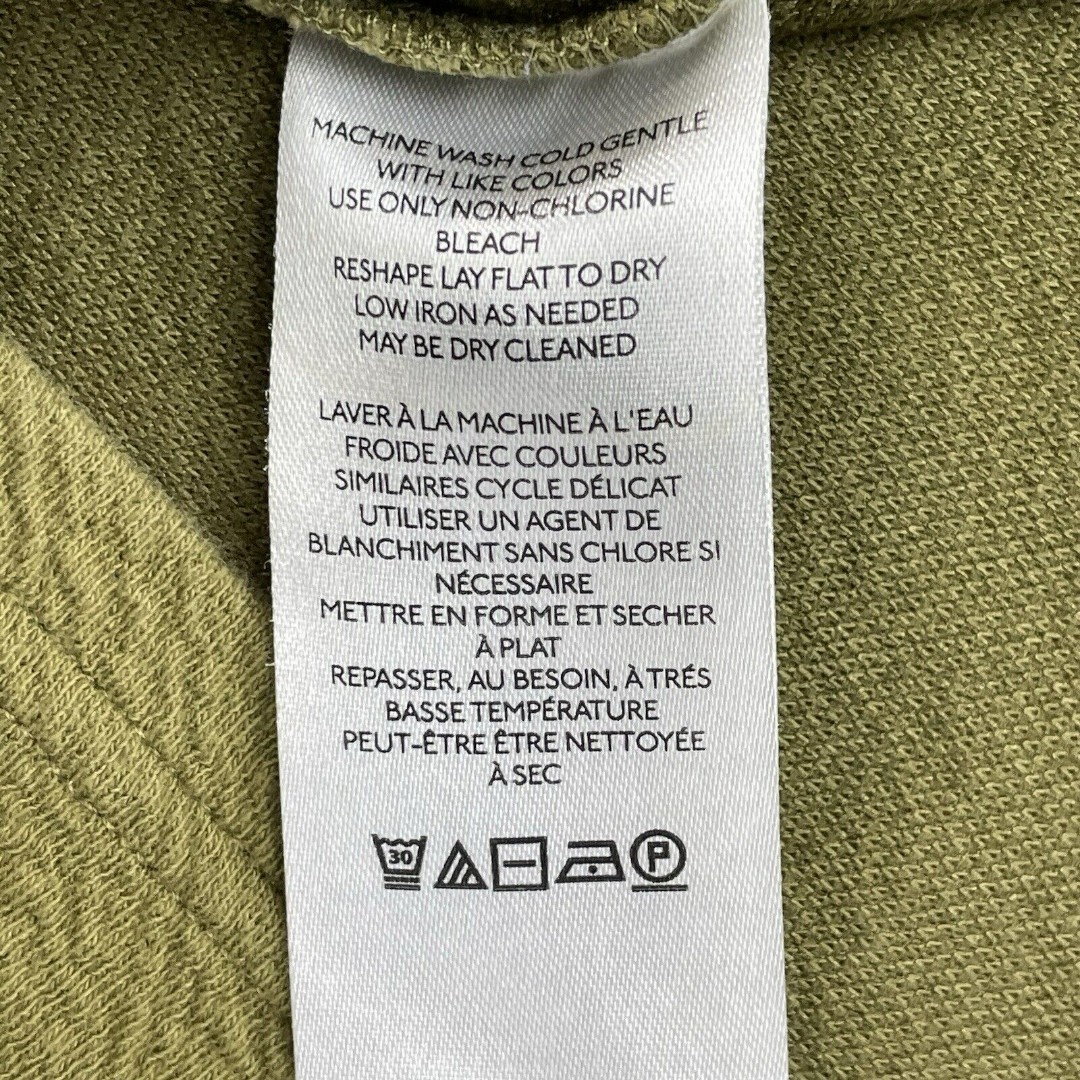 MACHINE WASH COLD GENTLE
WITH LIKE COLORS
USE ONLY NON-CHLORINE
BLEACH
RESHAPE LAY FLAT TO DRY
LOW IRON AS NEEDED
MAY BE DRY CLEANED
LAVER À LA MACHINE À L'EAU
FROIDE AVEC COULEURS
SIMILAIRES CYCLE DÉLICAT
UTILISER UN AGENT DE
BLANCHIMENT SANS CHLORE SI
NÉCESSAIRE
METTRE EN FORME ET SECHER
À PLAT
REPASSER, AU BESOIN, À TRÉS
BASSE TEMPÉRATURE
PEUT-ÊTRE ÊTRE NETTOYÉE
À SEC
30 P